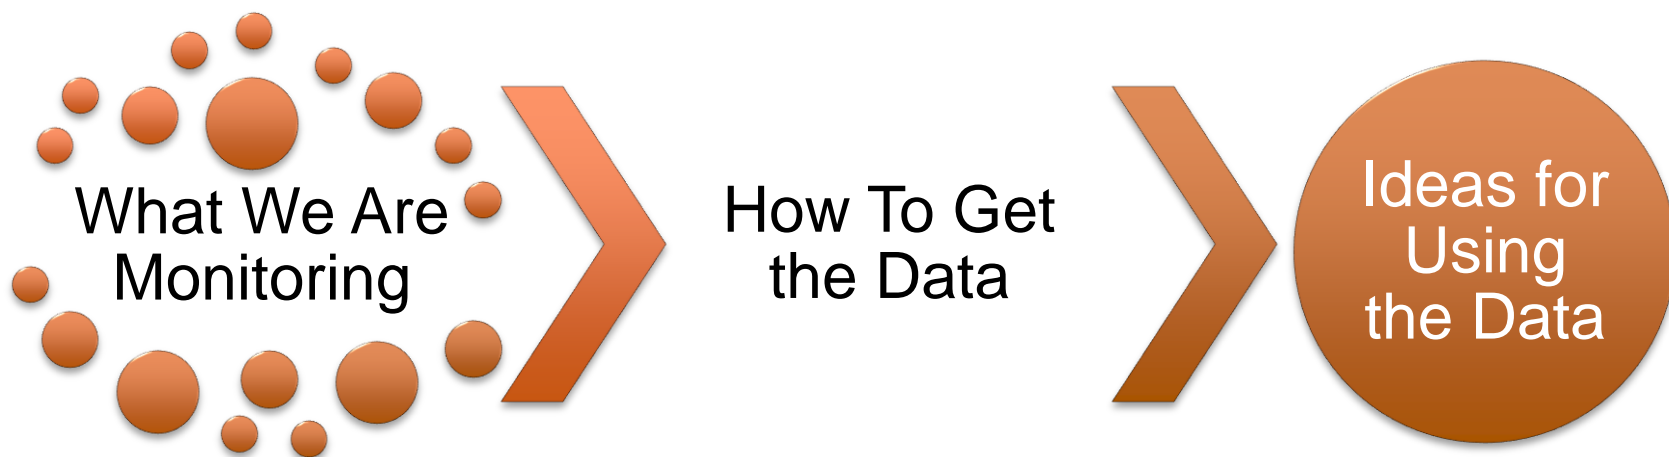 What We Are
Monitoring
How To Get
the Data
Ideas for
Using
the Data